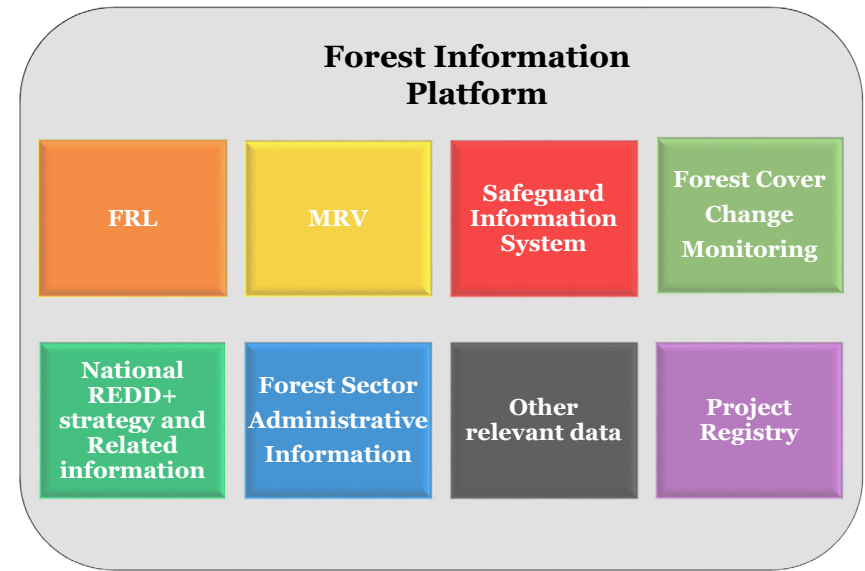 Forest Information
Platform
FRL
MRV
Safeguard
Information
System
Forest Cover
Change
Monitoring
National
REDD+
strategy and
Related
information
Forest Sector
Administrative
Information
Other
relevant data
Project
Registry